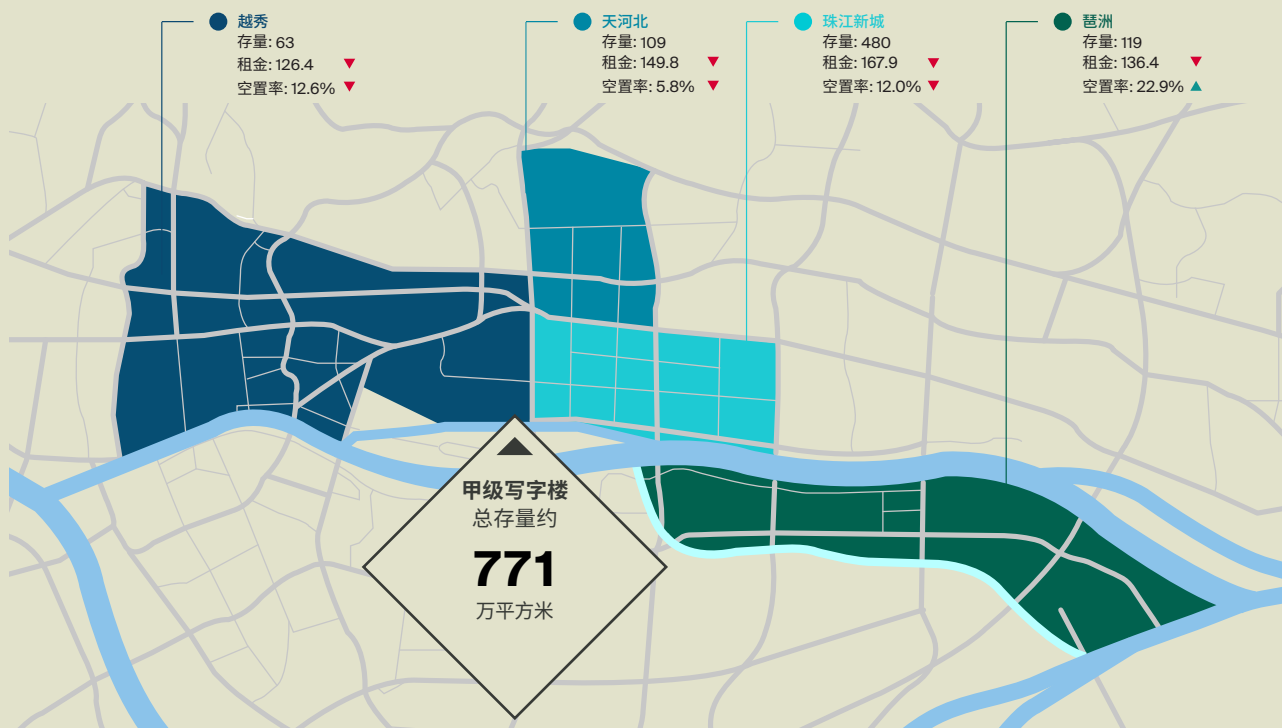 越秀
存量: 63
租金: 126.4
空置率: 12.6%
天河北
存量: 109
租金: 149.8
空置率: 5.8%
珠江新城
存量: 480
租金: 167.9
空置率: 12.0%
琶洲
存量: 119
租金: 136.4
空置率: 22.9%
甲级写字楼
总存量约
771
万平方米